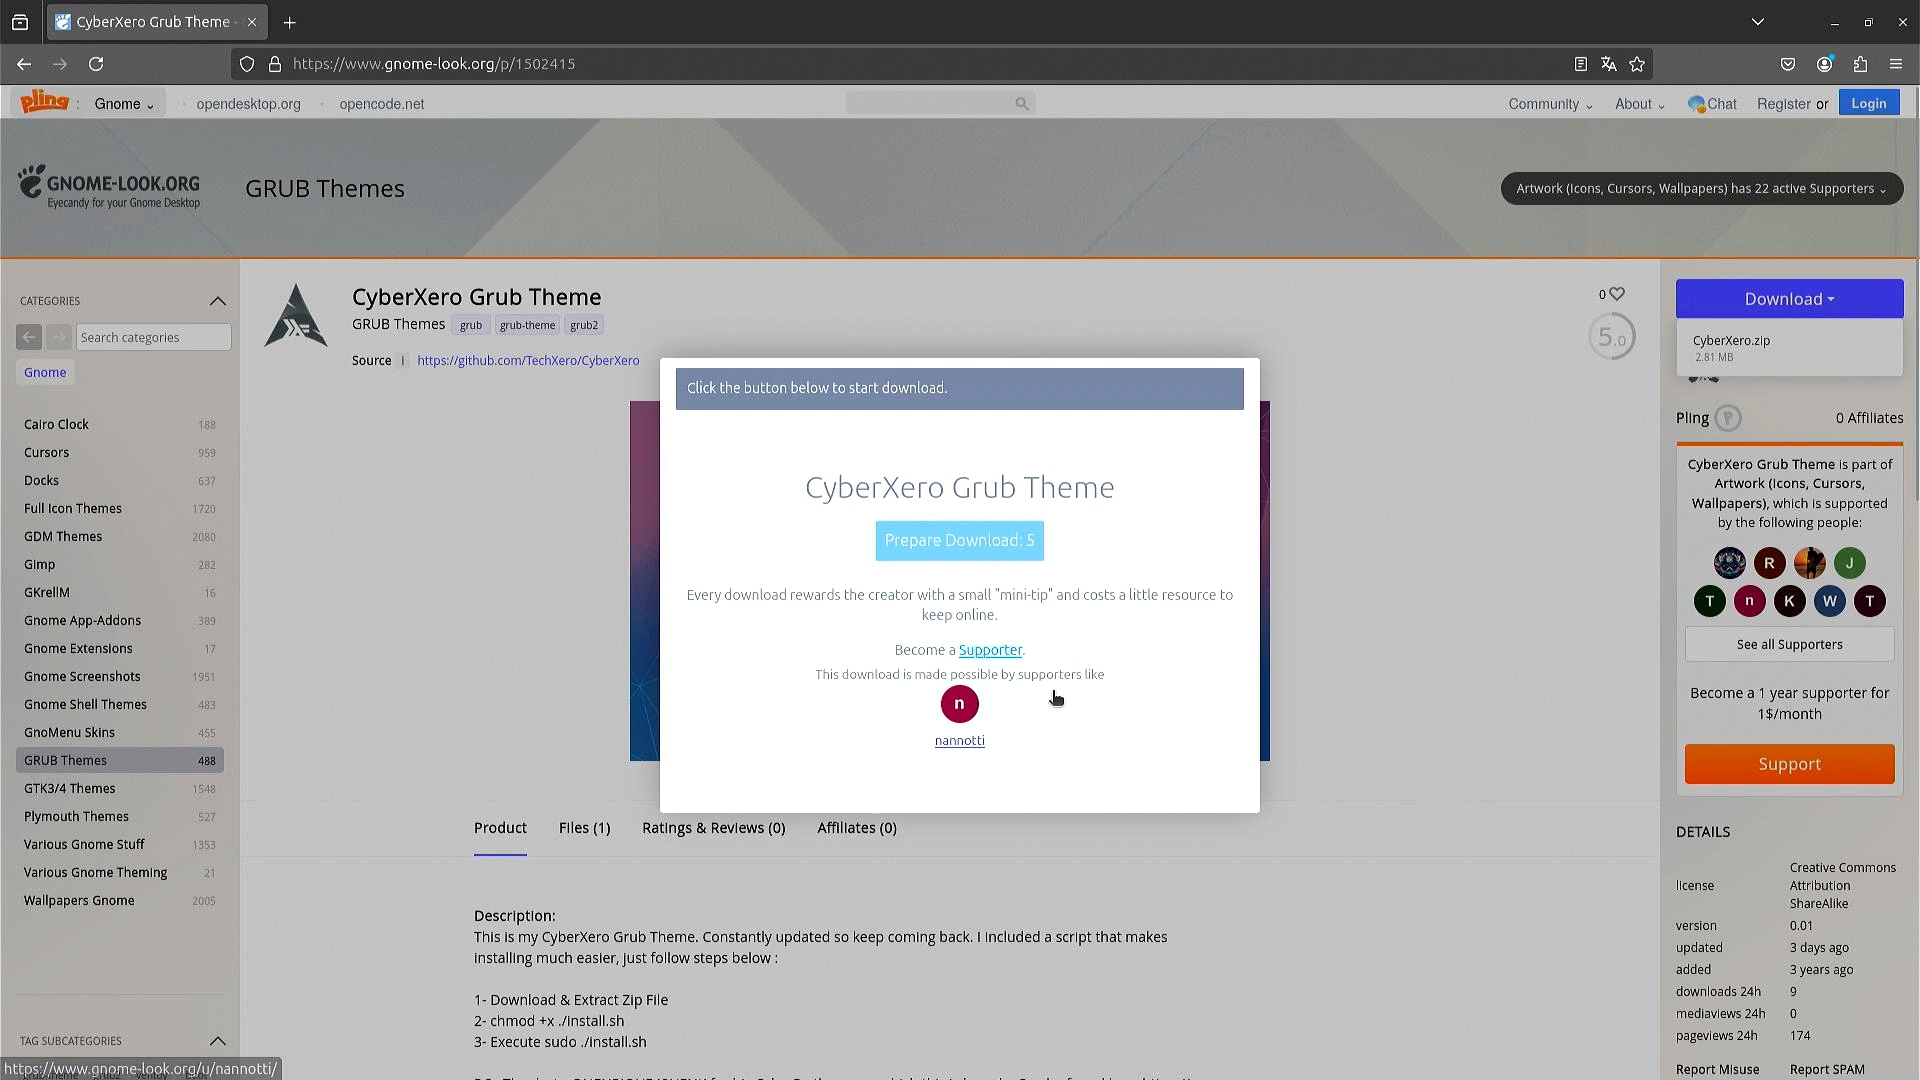 CyberXero Grub Theme -
https://www.gnome-look.org/p/1502415
pling :
Gnome
opendesktop.org
opencode.net
Community
About
Chat
Register or
Login
GNOME-LOOK.ORG
Eyecandy for your Gnome Desktop
GRUB Themes
Artwork (Icons, Cursors, Wallpapers) has 22 active Supporters
CATEGORIES
Search categories
Gnome
Cairo Clock 188
Cursors 959
Docks 637
Full Icon Themes 1720
GDM Themes 2080
Gimp 282
GKrellM 16
Gnome App-Addons 389
Gnome Extensions 17
Gnome Screenshots 1951
Gnome Shell Themes 483
GnoMenu Skins 455
GRUB Themes 488
GTK3/4 Themes 1548
Plymouth Themes 527
Various Gnome Stuff 1353
Various Gnome Theming 21
Wallpapers Gnome 2005
TAG SUBCATEGORIES
https://www.gnome-look.org/u/nannotti/
CyberXero Grub Theme
GRUB Themes grub grub-theme grub2
Source i https://github.com/TechXero/CyberXero
0
5.0
Click the button below to start download.
CyberXero Grub Theme
Prepare Download: 5
Every download rewards the creator with a small "mini-tip" and costs a little resource to
keep online.
Become a Supporter.
This download is made possible by supporters like
n
nannotti
Product
Files (1)
Ratings & Reviews (0)
Affiliates (0)
Description:
This is my CyberXero Grub Theme. Constantly updated so keep coming back. I included a script that makes
installing much easier, just follow steps below :
1- Download & Extract Zip File
2- chmod +x ./install.sh
3- Execute sudo ./install.sh
Download
CyberXero.zip
2.81 MB
Pling P
0 Affiliates
CyberXero Grub Theme is part of
Artwork (Icons, Cursors,
Wallpapers), which is supported
by the following people:
R J
T n K W T
See all Supporters
Become a 1 year supporter for
1$/month
Support
DETAILS
license Creative Commons
Attribution
ShareAlike
version 0.01
updated 3 days ago
added 3 years ago
downloads 24h 9
mediaviews 24h 0
pageviews 24h 174
Report Misuse Report SPAM